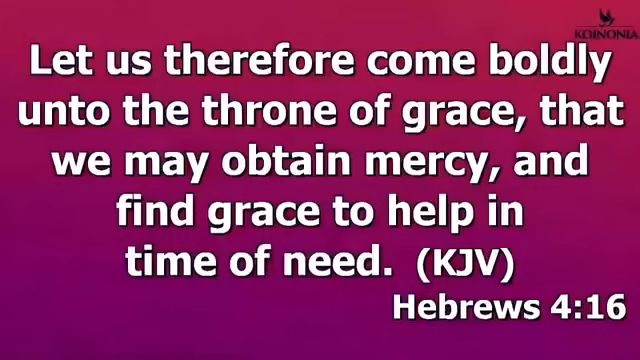 KOINONIA
Let us therefore come boldly
unto the throne of grace, that
we may obtain mercy, and
find grace to help in
time of need. (KJV)
Hebrews 4:16